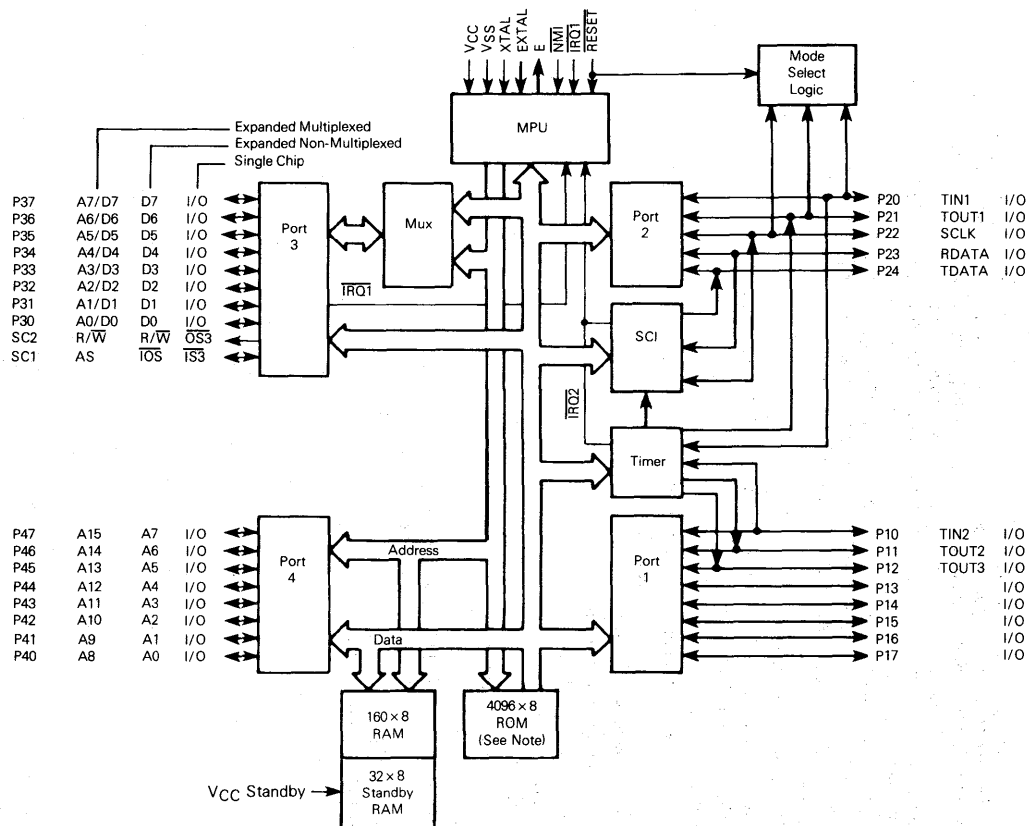 VCC
VSS
XTAL
EXTAL
E
NMI
IRQ1
RESET
Mode
Select
Logic
MPU
Expanded Multiplexed
Expanded Non-Multiplexed
Single Chip
P37 A7/D7 D7 I/O
P36 A6/D6 D6 I/O
P35 A5/D5 D5 I/O
P34 A4/D4 D4 I/O
P33 A3/D3 D3 I/O
P32 A2/D2 D2 I/O
P31 A1/D1 D1 I/O
P30 A0/D0 D0 I/O
SC2 R/W̅ R/W̅ O̅S̅3̅
SC1 AS I̅O̅S̅ I̅S̅3̅
Port
3
Mux
IRQ1
Port
2
P20 TIN1 I/O
P21 TOUT1 I/O
P22 SCLK I/O
P23 RDATA I/O
P24 TDATA I/O
SCI
IRQ2
Timer
P47 A15 A7 I/O
P46 A14 A6 I/O
P45 A13 A5 I/O
P44 A12 A4 I/O
P43 A11 A3 I/O
P42 A10 A2 I/O
P41 A9 A1 I/O
P40 A8 A0 I/O
Port
4
Address
Data
Port
1
P10 TIN2 I/O
P11 TOUT2 I/O
P12 TOUT3 I/O
P13 I/O
P14 I/O
P15 I/O
P16 I/O
P17 I/O
160 × 8
RAM
4096 × 8
ROM
(See Note)
VCC Standby
32 × 8
Standby
RAM